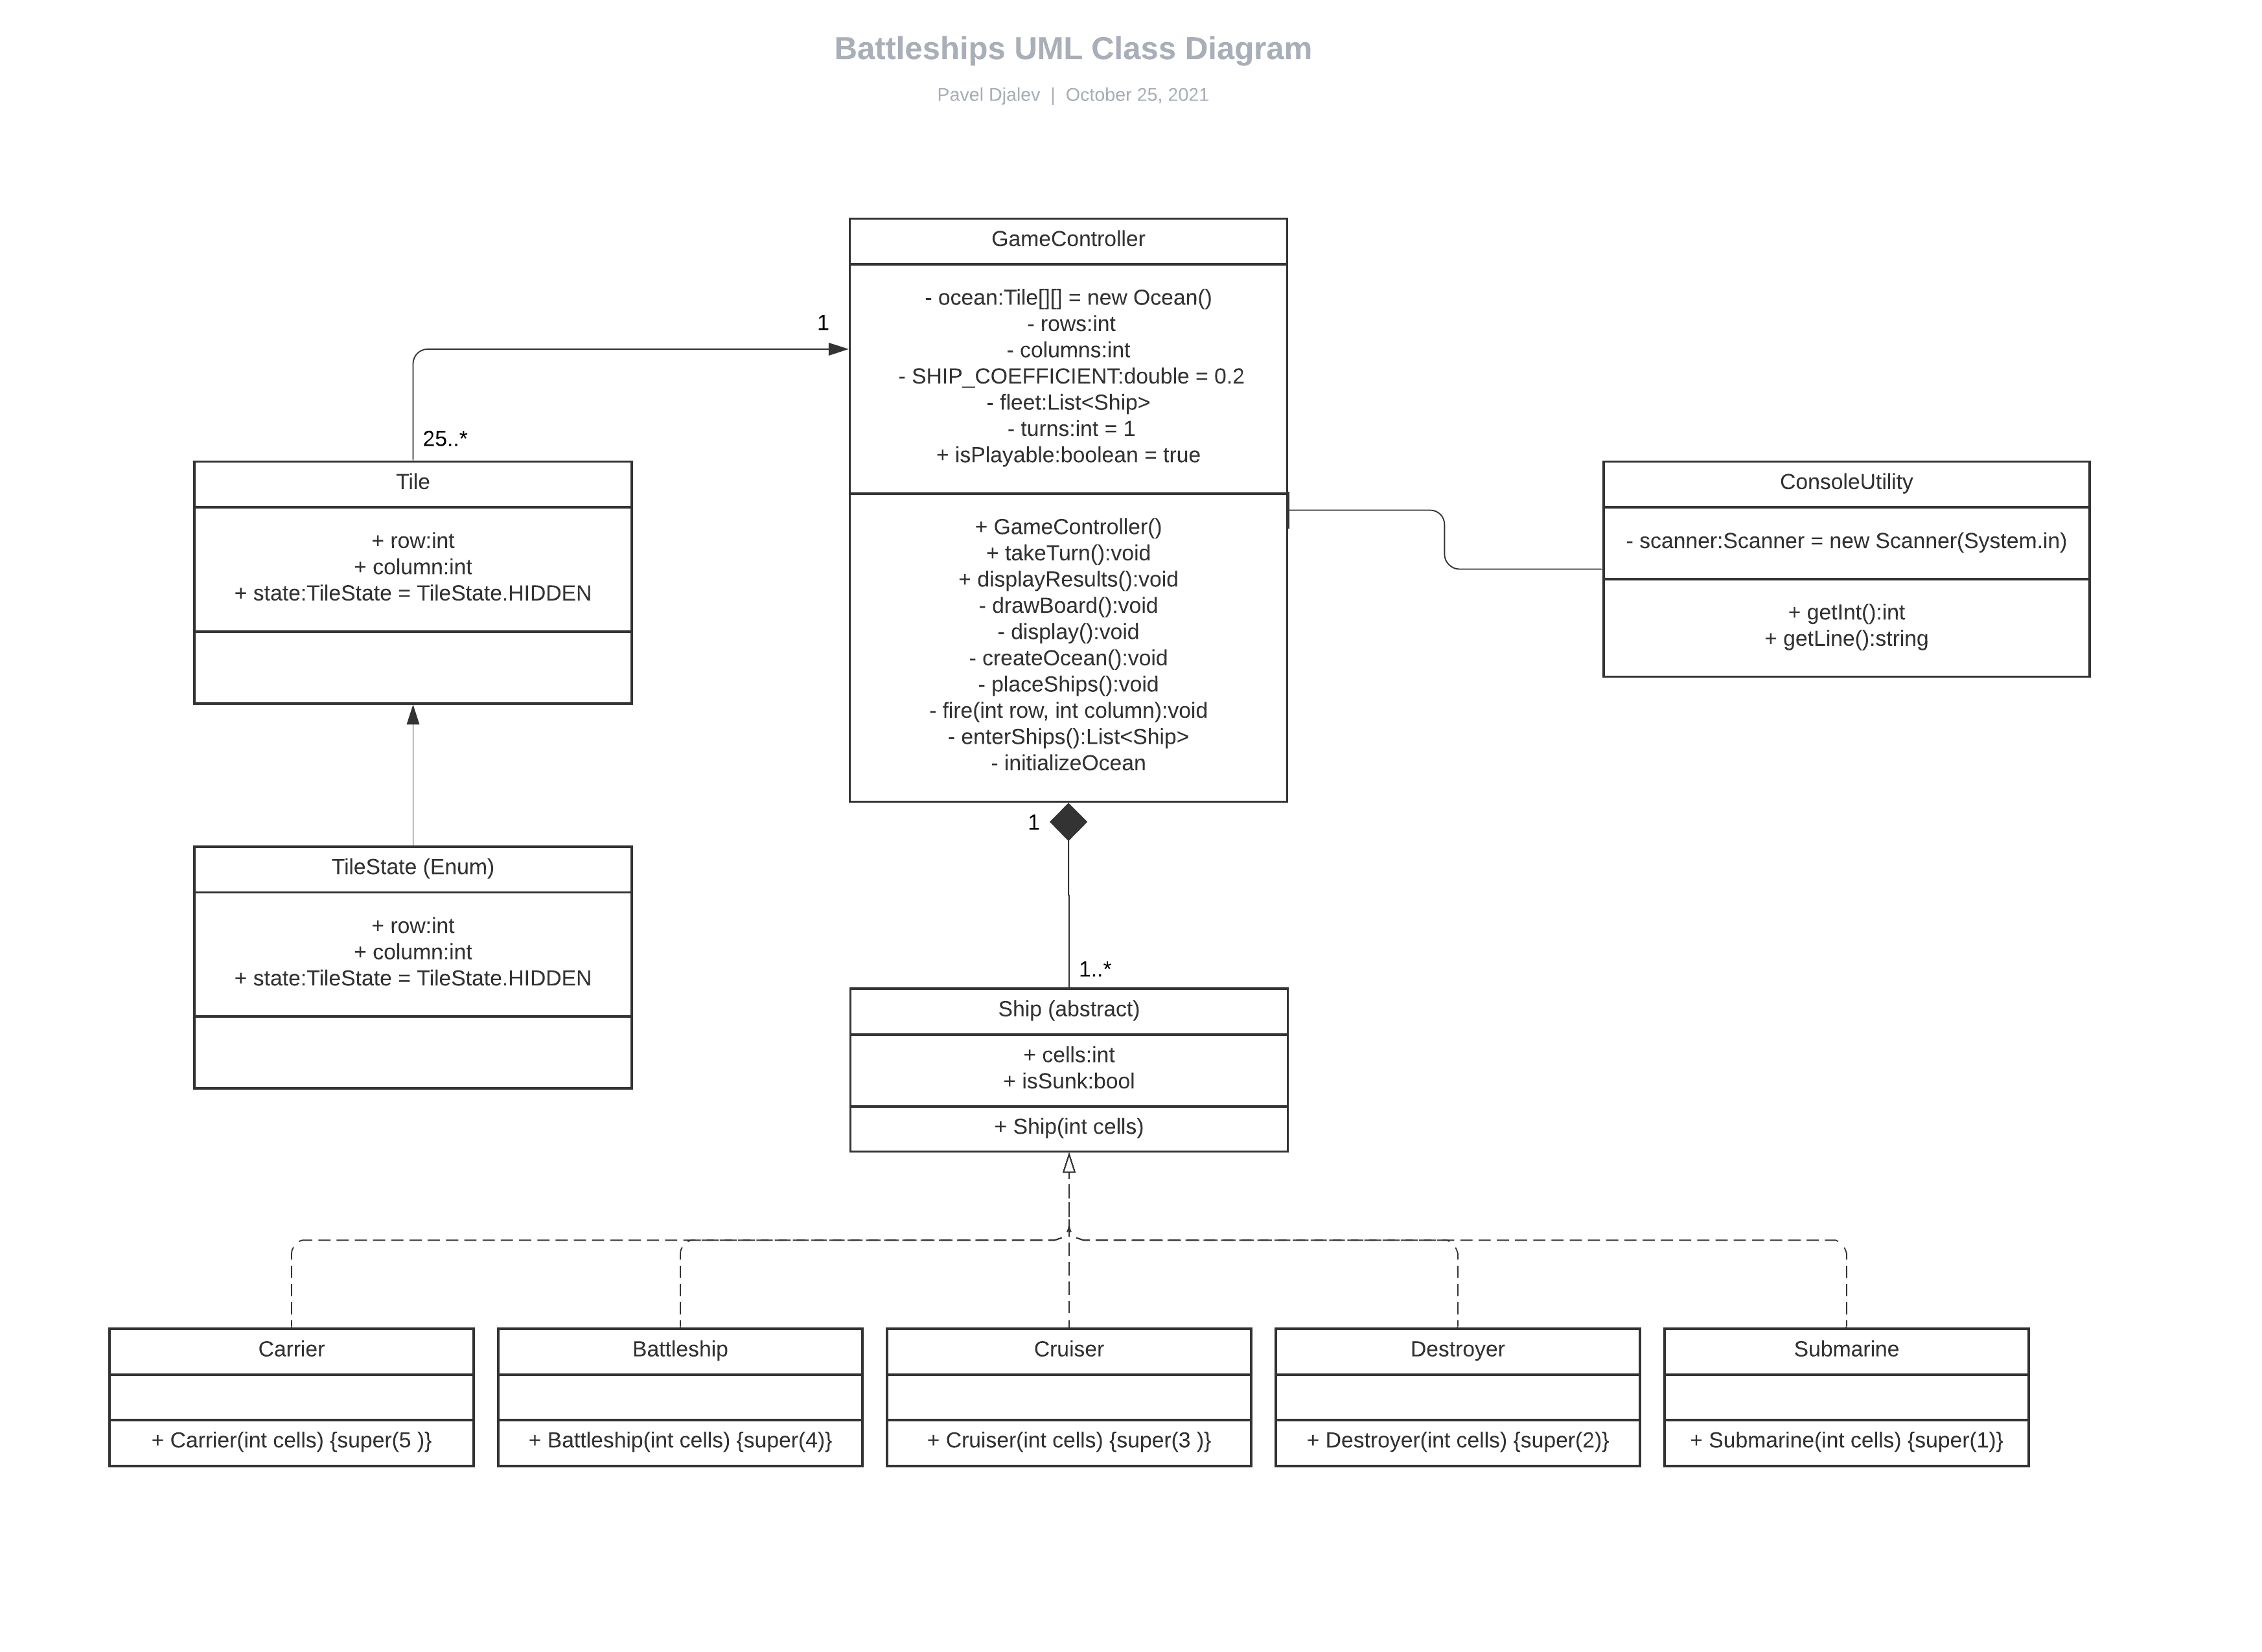 Battleships UML Class Diagram
Pavel Djalev | October 25, 2021
GameController
- ocean:Tile[][] = new Ocean()
- rows:int
- columns:int
- SHIP_COEFFICIENT:double = 0.2
- fleet:List<Ship>
- turns:int = 1
+ isPlayable:boolean = true
+ GameController()
+ takeTurn():void
+ displayResults():void
- drawBoard():void
- display():void
- createOcean():void
- placeShips():void
- fire(int row, int column):void
- enterShips():List<Ship>
- initializeOcean
1
25..*
Tile
+ row:int
+ column:int
+ state:TileState = TileState.HIDDEN
ConsoleUtility
- scanner:Scanner = new Scanner(System.in)
+ getInt():int
+ getLine():string
TileState (Enum)
+ row:int
+ column:int
+ state:TileState = TileState.HIDDEN
1
1..*
Ship (abstract)
+ cells:int
+ isSunk:bool
+ Ship(int cells)
Carrier
+ Carrier(int cells) {super(5 )}
Battleship
+ Battleship(int cells) {super(4)}
Cruiser
+ Cruiser(int cells) {super(3 )}
Destroyer
+ Destroyer(int cells) {super(2)}
Submarine
+ Submarine(int cells) {super(1)}